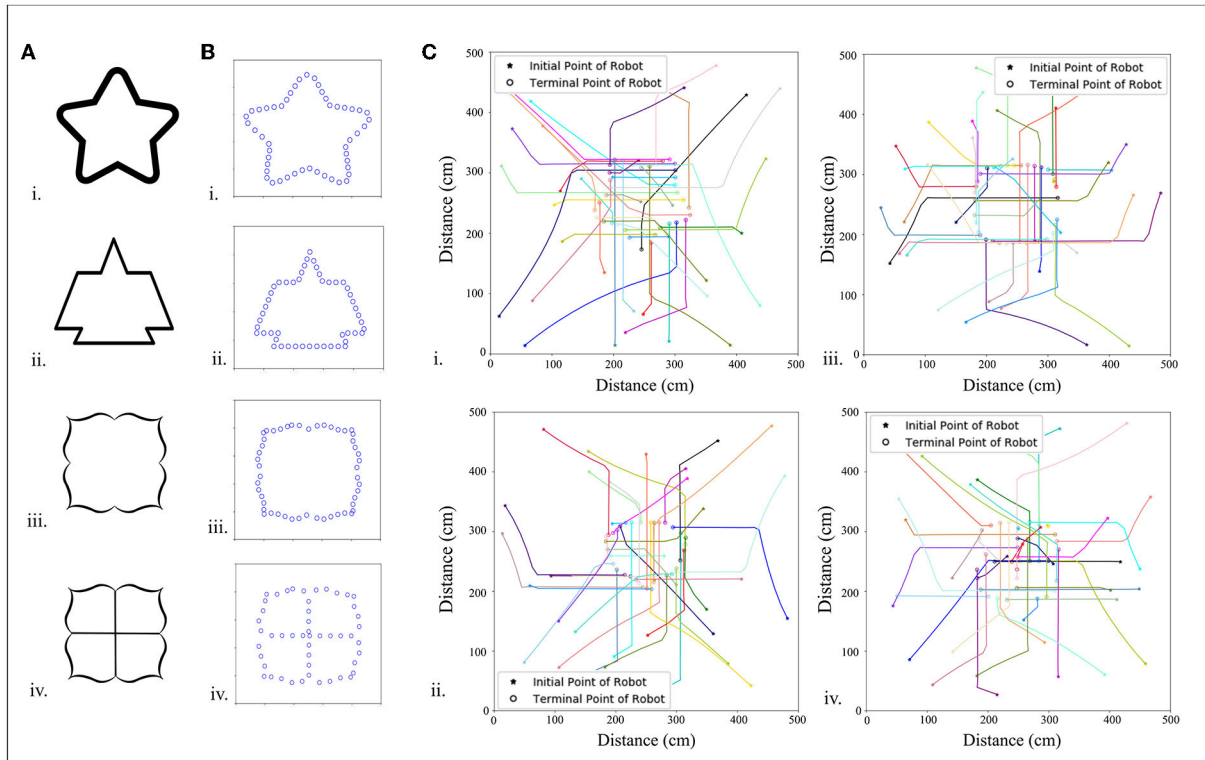 A
B
C
i.
ii.
iii.
iv.
i.
ii.
iii.
iv.
500
400
300
200
100
0
Distance (cm)
Initial Point of Robot
Terminal Point of Robot
i.
0 100 200 300 400 500
Distance (cm)
500
400
300
200
100
0
Distance (cm)
Initial Point of Robot
Terminal Point of Robot
iii.
0 100 200 300 400 500
Distance (cm)
500
400
300
200
100
0
Distance (cm)
Initial Point of Robot
Terminal Point of Robot
ii.
0 100 200 300 400 500
Distance (cm)
500
400
300
200
100
0
Distance (cm)
Initial Point of Robot
Terminal Point of Robot
iv.
0 100 200 300 400 500
Distance (cm)